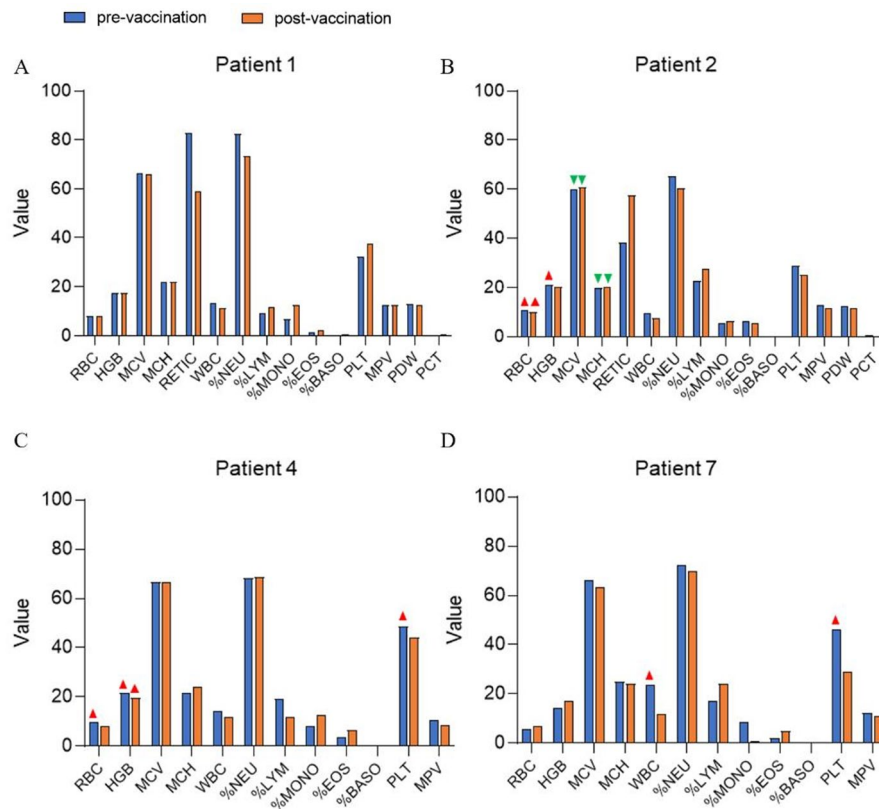 pre-vaccination post-vaccination
A B
Patient 1 Patient 2
100 100
80 80
60 60
40 40
20 20
0 0
Value Value
RBC HGB MCV MCH RETIC WBC %NEU %LYM %MONO %EOS %BASO PLT MPV PDW PCT
RBC HGB MCV MCH RETIC WBC %NEU %LYM %MONO %EOS %BASO PLT MPV PDW PCT
C D
Patient 4 Patient 7
100 100
80 80
60 60
40 40
20 20
0 0
Value Value
RBC HGB MCV MCH WBC %NEU %LYM %MONO %EOS %BASO PLT MPV
RBC HGB MCV MCH WBC %NEU %LYM %MONO %EOS %BASO PLT MPV